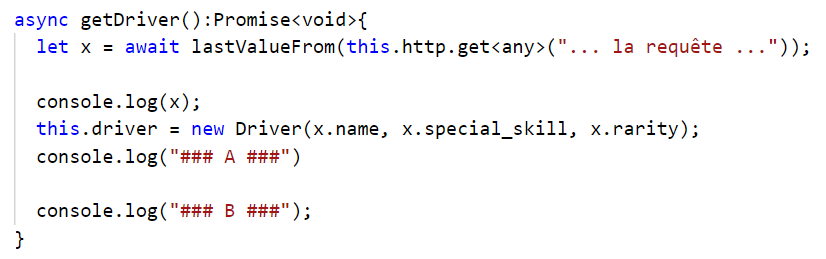 async getDriver():Promise<void>{
let x = await lastValueFrom(this.http.get<any>("... la requête ..."));
console.log(x);
this.driver = new Driver(x.name, x.special_skill, x.rarity);
console.log("### A ###")
console.log("### B ###");
}